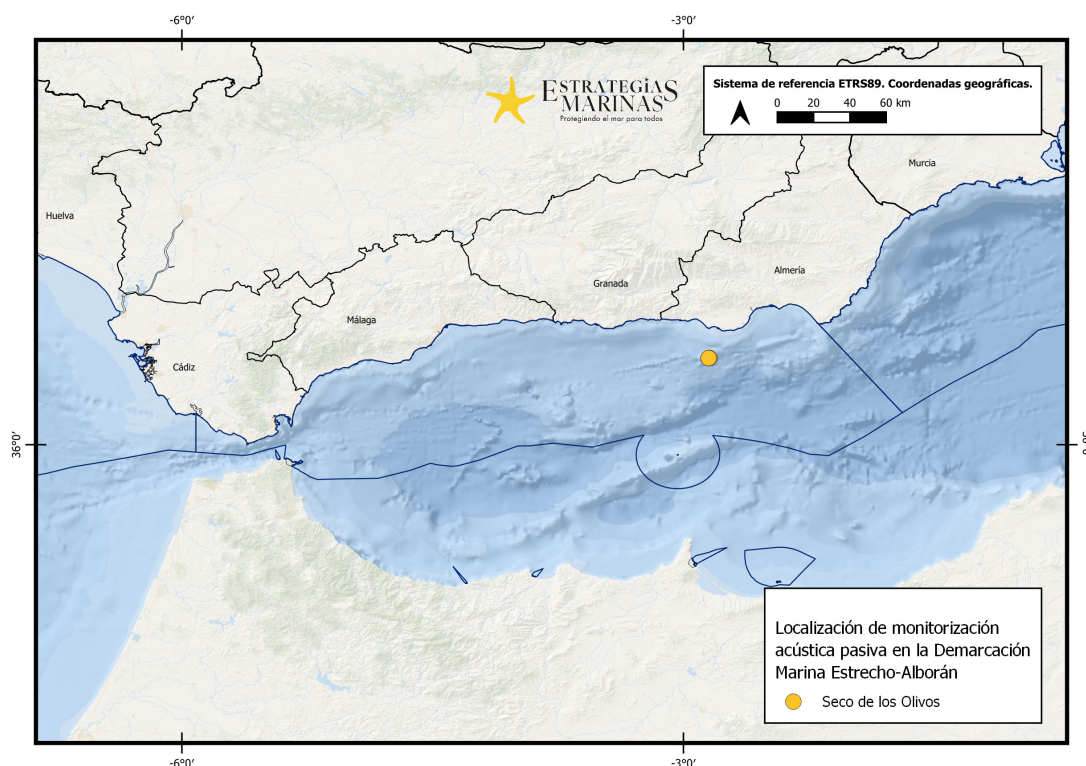 -6°0'
-3°0'
ESTRATEGIAS
MARINAS
Protegiendo el mar para todos
Sistema de referencia ETRS89. Coordenadas geográficas.
0 20 40 60 km
Murcia
Huelva
Almería
Granada
Málaga
Cádiz
36°0'
Localización de monitorización
acústica pasiva en la Demarcación
Marina Estrecho-Alborán
Seco de los Olivos
-6°0'
-3°0'